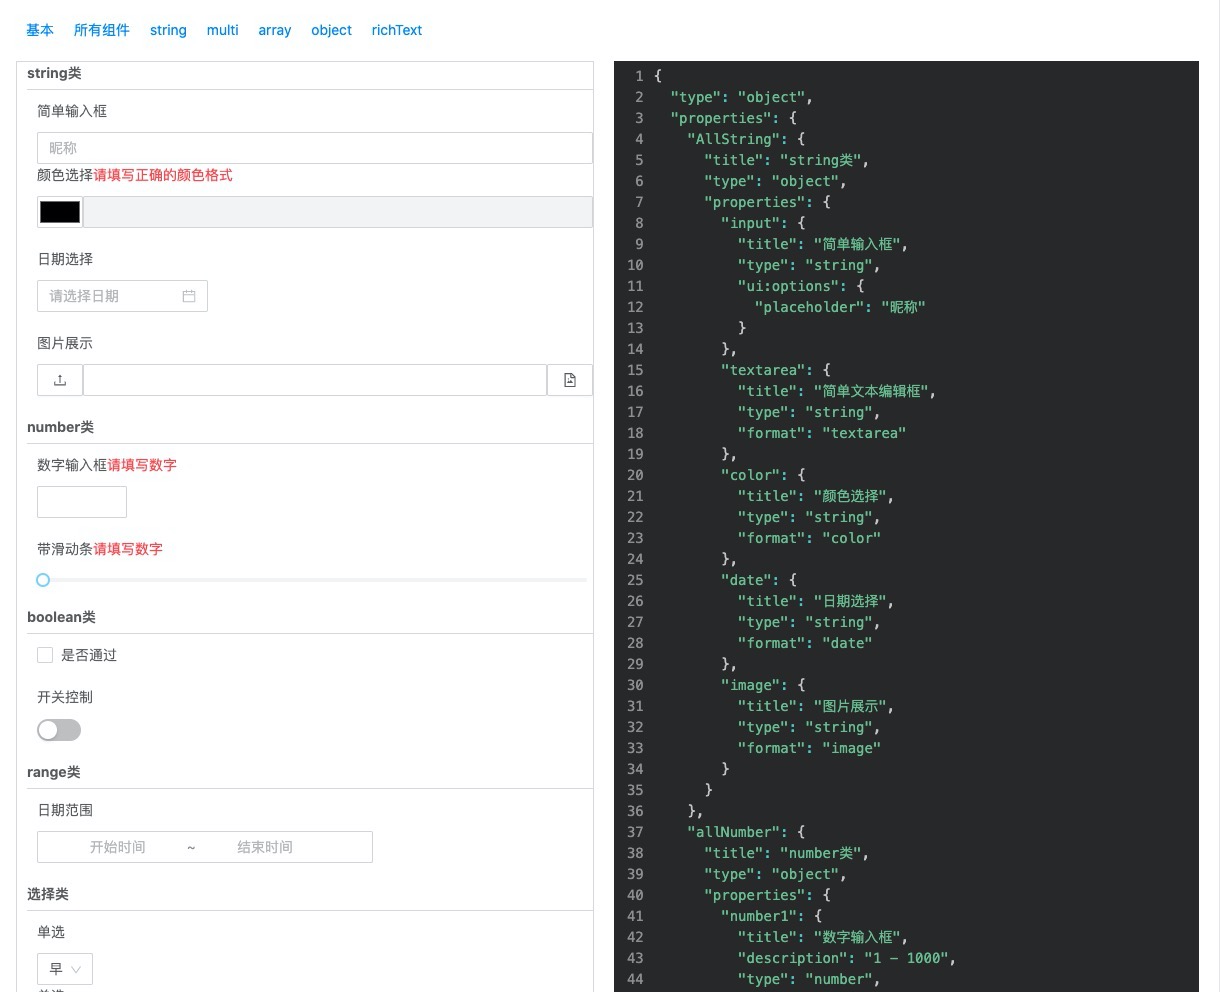 基本 所有组件 string multi array object richText
string类
简单输入框
昵称
颜色选择请填写正确的颜色格式
日期选择
请选择日期
图片展示
number类
数字输入框请填写数字
带滑动条请填写数字
boolean类
是否通过
开关控制
range类
日期范围
开始时间 ~ 结束时间
选择类
单选
早
1 {
2 "type": "object",
3 "properties": {
4 "AllString": {
5 "title": "string类",
6 "type": "object",
7 "properties": {
8 "input": {
9 "title": "简单输入框",
10 "type": "string",
11 "ui:options": {
12 "placeholder": "昵称"
13 }
14 },
15 "textarea": {
16 "title": "简单文本编辑框",
17 "type": "string",
18 "format": "textarea"
19 },
20 "color": {
21 "title": "颜色选择",
22 "type": "string",
23 "format": "color"
24 },
25 "date": {
26 "title": "日期选择",
27 "type": "string",
28 "format": "date"
29 },
30 "image": {
31 "title": "图片展示",
32 "type": "string",
33 "format": "image"
34 }
35 }
36 },
37 "allNumber": {
38 "title": "number类",
39 "type": "object",
40 "properties": {
41 "number1": {
42 "title": "数字输入框",
43 "description": "1 - 1000",
44 "type": "number",